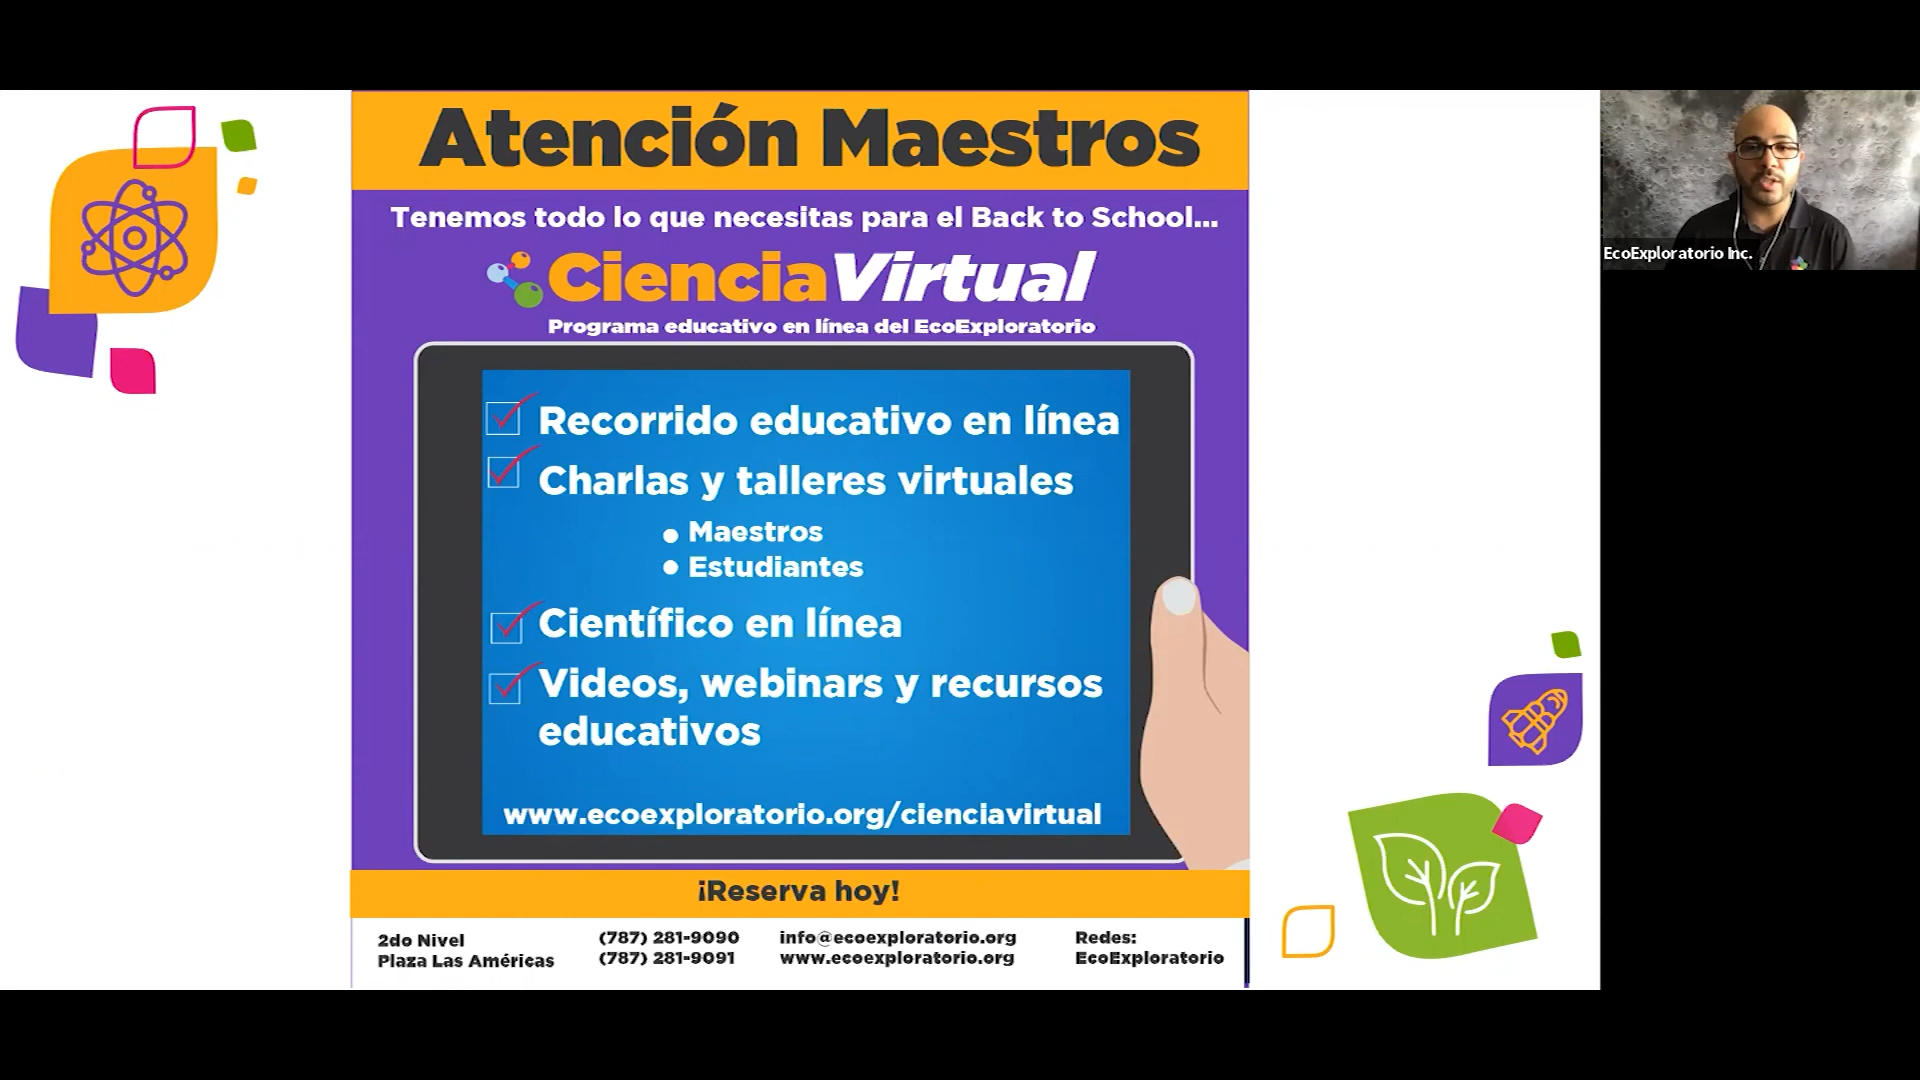 Atención Maestros
Tenemos todo lo que necesitas para el Back to School...
CienciaVirtual
Programa educativo en línea del EcoExploratorio
Recorrido educativo en línea
Charlas y talleres virtuales
• Maestros
• Estudiantes
Científico en línea
Videos, webinars y recursos
educativos
www.ecoexploratorio.org/cienciavirtual
¡Reserva hoy!
2do Nivel
Plaza Las Américas
(787) 281-9090
(787) 281-9091
info@ecoexploratorio.org
www.ecoexploratorio.org
Redes:
EcoExploratorio
EcoExploratorio Inc.